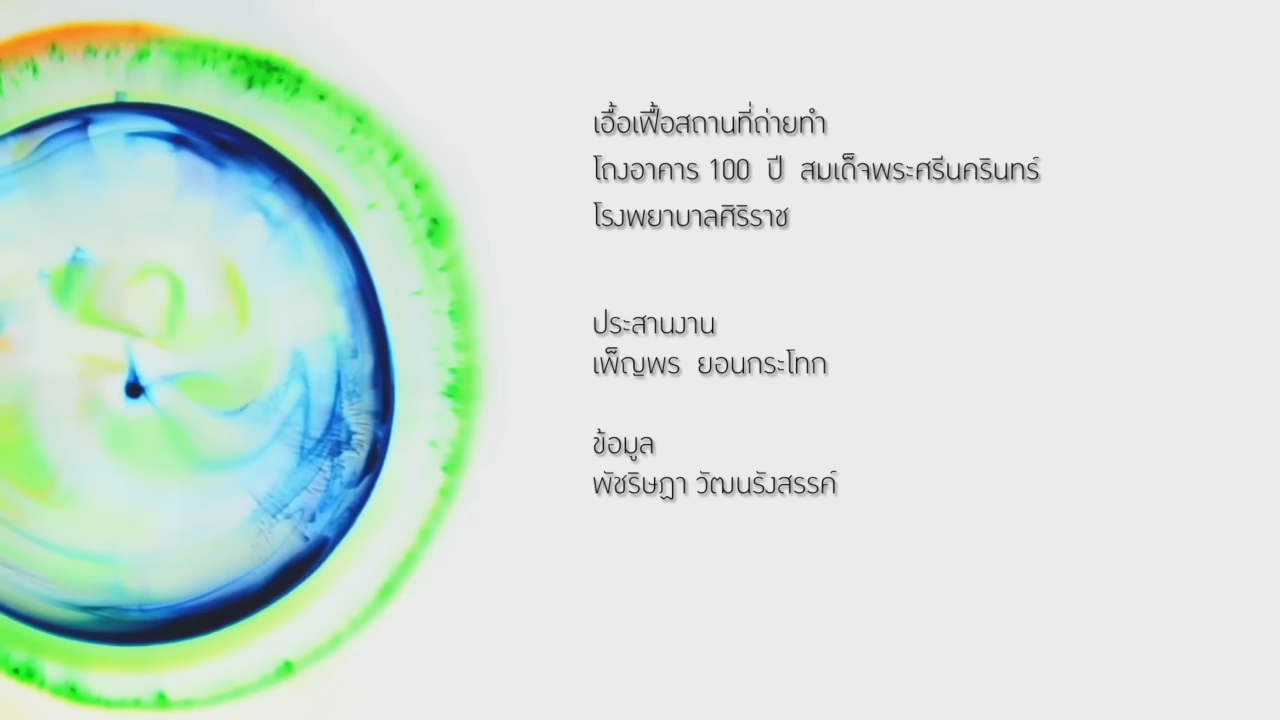 เอื้อเฟื้อสถานที่ถ่ายทำ
โถงอาคาร 100 ปี สมเด็จพระศรีนครินทร์
โรงพยาบาลศิริราช
ประสานงาน
เพ็ญพร ยอนกระโทก
ข้อมูล
พัชริษฏา วัฒนรังสรรค์